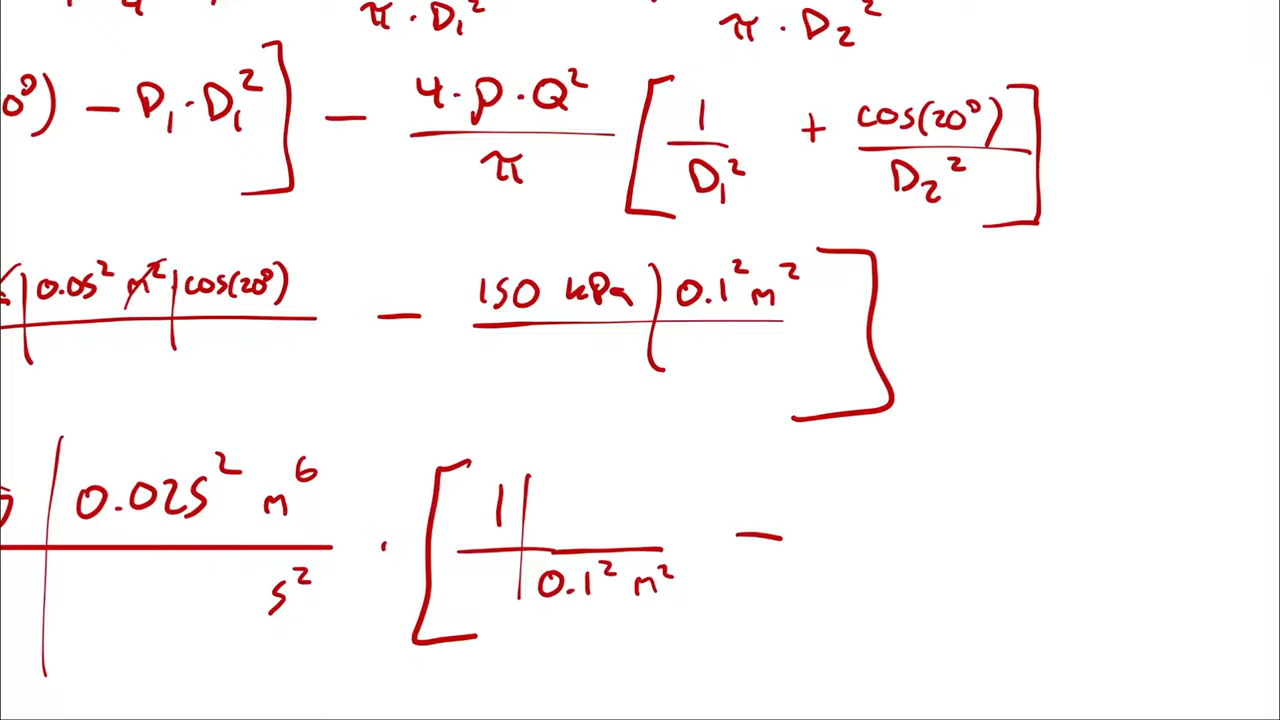 π · D₁² π · D₂²
0°) − P₁ · D₁² ] − 4 · ρ · Q² / π [ 1 / D₁² + cos(20°) / D₂² ]
0.05² m² | cos(20°) − 150 kPa | 0.1² m² ]
0.025² m⁶ / s² · [ 1 / 0.1² m² −